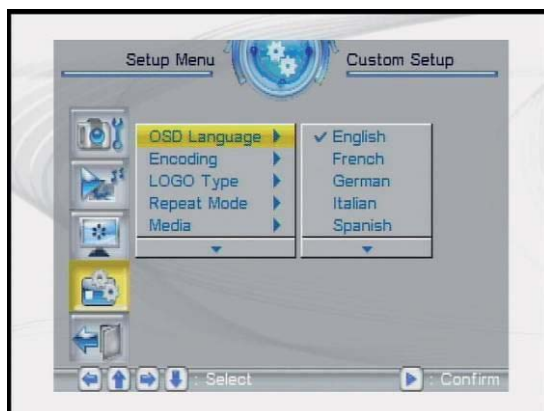 Setup Menu
Custom Setup
OSD Language
Encoding
LOGO Type
Repeat Mode
Media
✓ English
French
German
Italian
Spanish
: Select
: Confirm